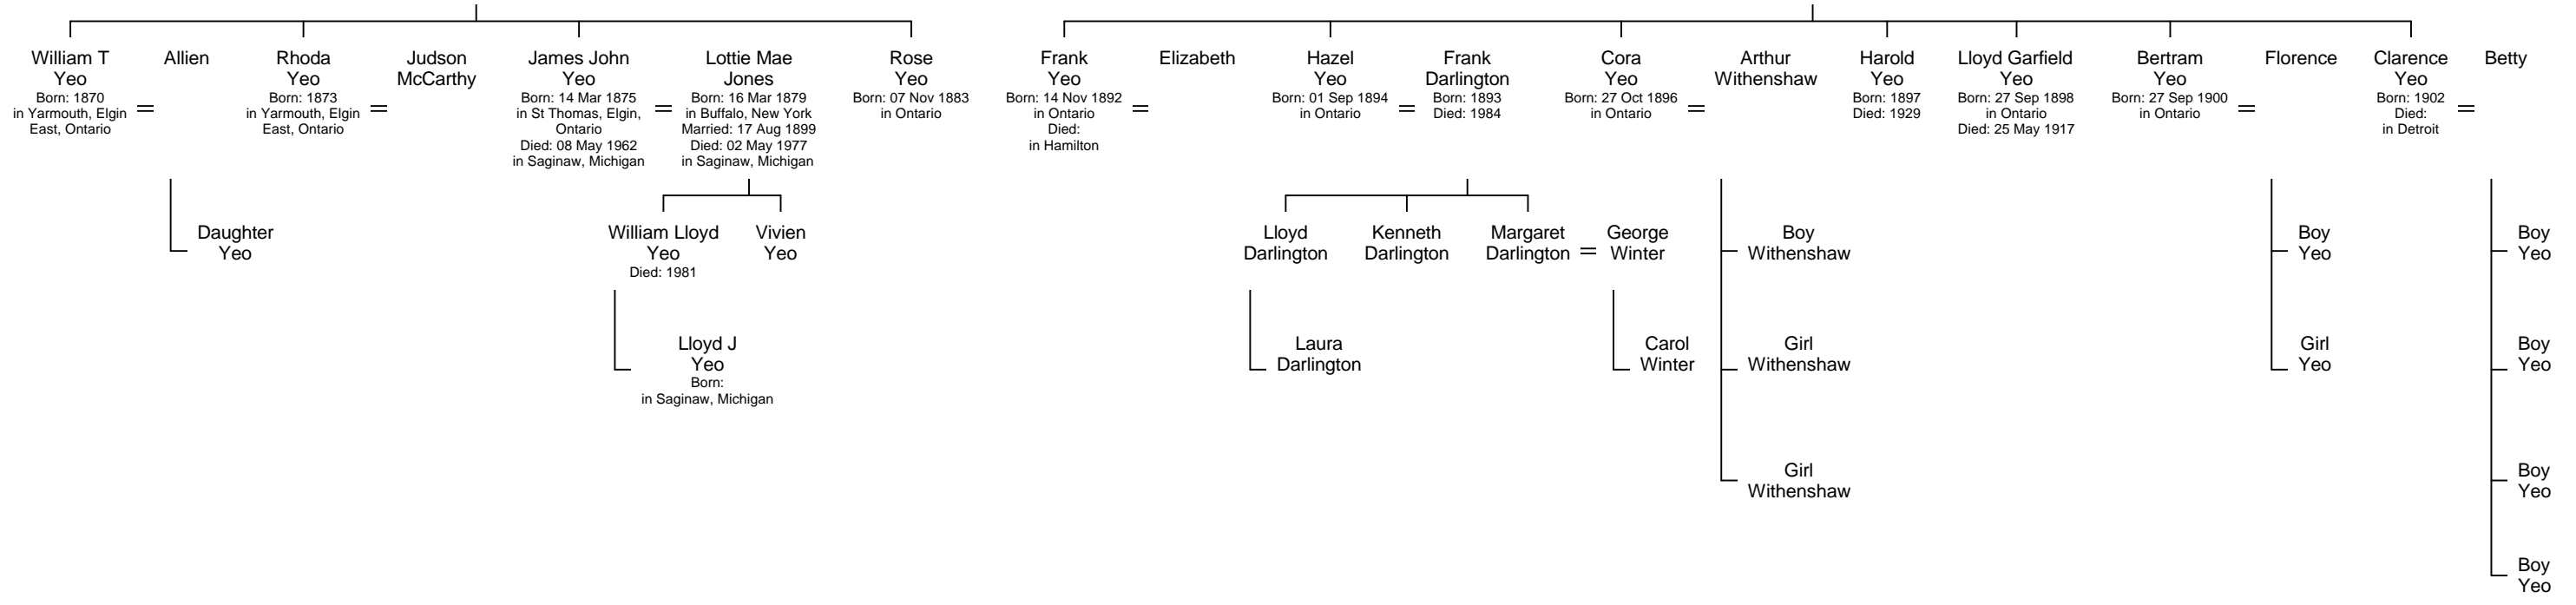 William T
Yeo
Born: 1870
in Yarmouth, Elgin
East, Ontario
=
Allien
Rhoda
Yeo
Born: 1873
in Yarmouth, Elgin
East, Ontario
=
Judson
McCarthy
James John
Yeo
Born: 14 Mar 1875
in St Thomas, Elgin,
Ontario
Died: 08 May 1962
in Saginaw, Michigan
=
Lottie Mae
Jones
Born: 16 Mar 1879
in Buffalo, New York
Married: 17 Aug 1899
Died: 02 May 1977
in Saginaw, Michigan
Rose
Yeo
Born: 07 Nov 1883
in Ontario
Frank
Yeo
Born: 14 Nov 1892
in Ontario
Died:
in Hamilton
=
Elizabeth
Hazel
Yeo
Born: 01 Sep 1894
in Ontario
=
Frank
Darlington
Born: 1893
Died: 1984
Cora
Yeo
Born: 27 Oct 1896
in Ontario
=
Arthur
Withenshaw
Harold
Yeo
Born: 1897
Died: 1929
Lloyd Garfield
Yeo
Born: 27 Sep 1898
in Ontario
Died: 25 May 1917
Bertram
Yeo
Born: 27 Sep 1900
in Ontario
=
Florence
Clarence
Yeo
Born: 1902
Died:
in Detroit
=
Betty
Daughter
Yeo
William Lloyd
Yeo
Died: 1981
Vivien
Yeo
Lloyd
Darlington
Kenneth
Darlington
Margaret
Darlington
=
George
Winter
Boy
Withenshaw
Boy
Yeo
Boy
Yeo
Lloyd J
Yeo
Born:
in Saginaw, Michigan
Laura
Darlington
Carol
Winter
Girl
Withenshaw
Girl
Yeo
Boy
Yeo
Girl
Withenshaw
Boy
Yeo
Boy
Yeo